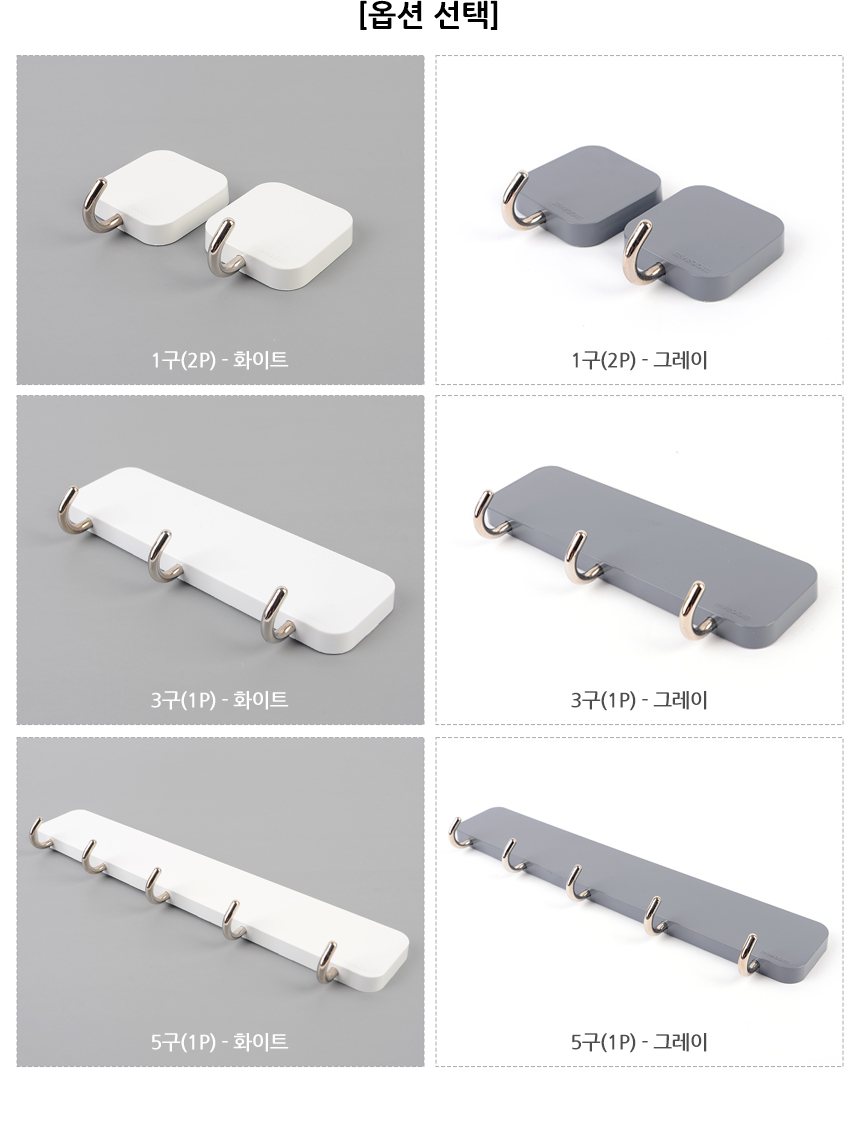 [옵션 선택]
1구(2P) - 화이트
1구(2P) - 그레이
3구(1P) - 화이트
3구(1P) - 그레이
5구(1P) - 화이트
5구(1P) - 그레이